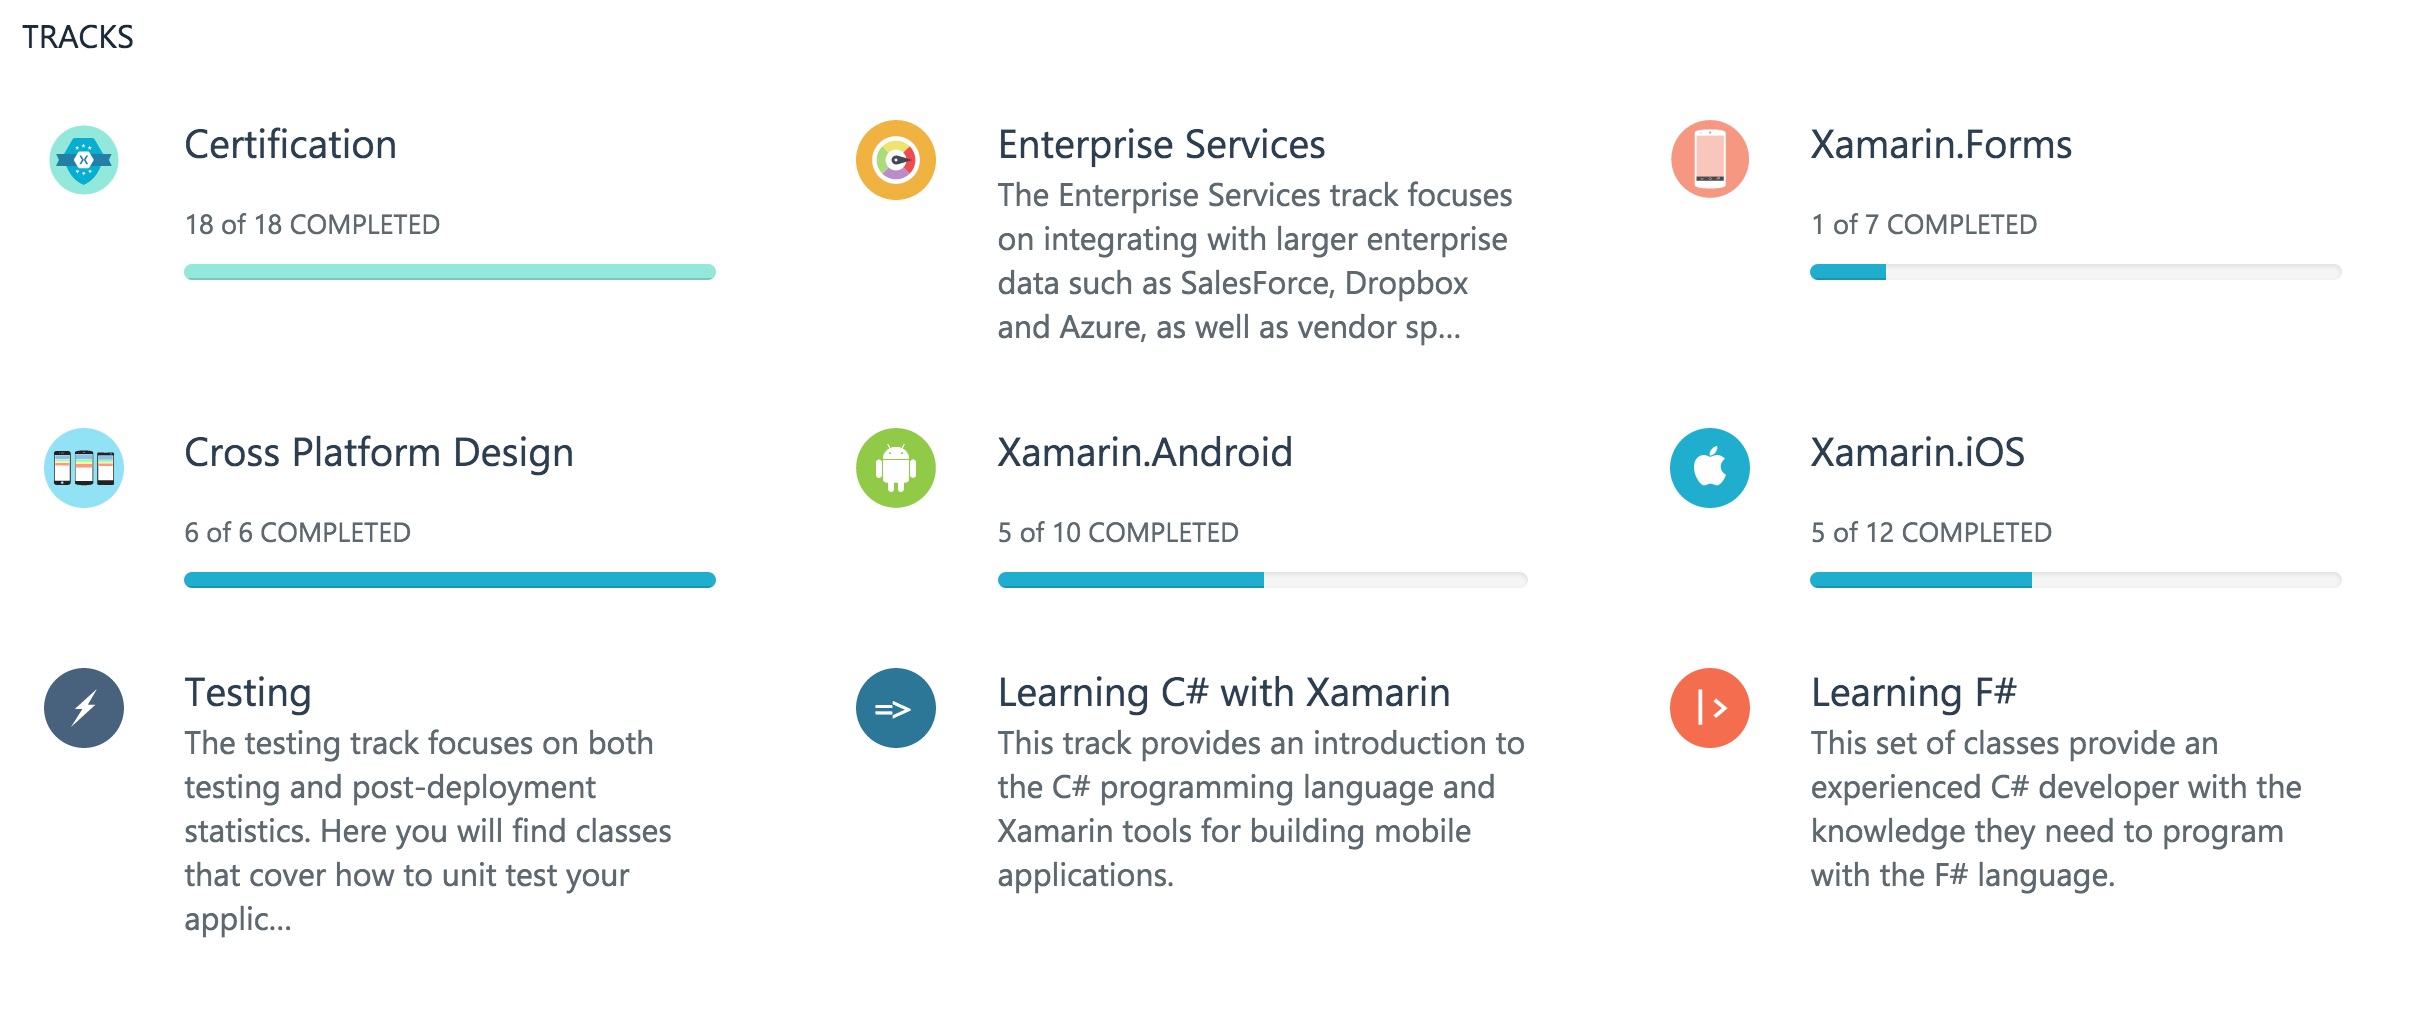 TRACKS
Certification
18 of 18 COMPLETED
Enterprise Services
The Enterprise Services track focuses
on integrating with larger enterprise
data such as SalesForce, Dropbox
and Azure, as well as vendor sp...
Xamarin.Forms
1 of 7 COMPLETED
Cross Platform Design
6 of 6 COMPLETED
Xamarin.Android
5 of 10 COMPLETED
Xamarin.iOS
5 of 12 COMPLETED
Testing
The testing track focuses on both
testing and post-deployment
statistics. Here you will find classes
that cover how to unit test your
applic...
=>
Learning C# with Xamarin
This track provides an introduction to
the C# programming language and
Xamarin tools for building mobile
applications.
|>
Learning F#
This set of classes provide an
experienced C# developer with the
knowledge they need to program
with the F# language.